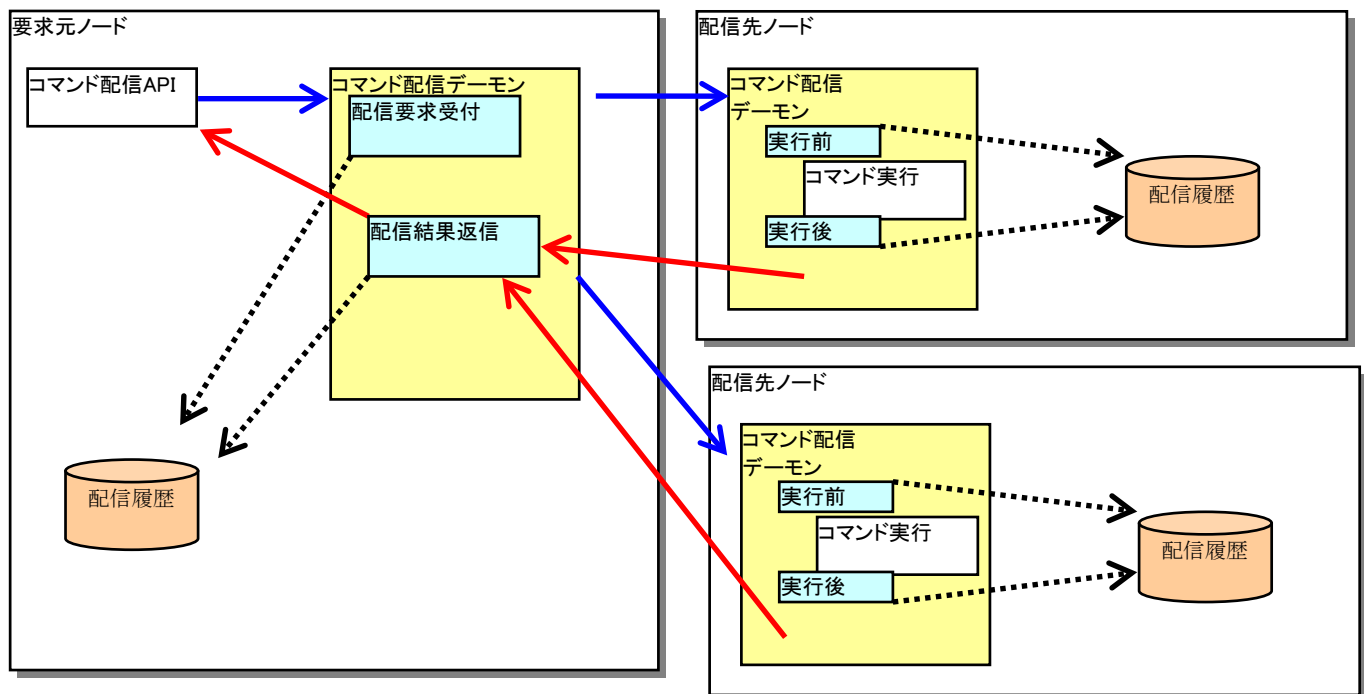 要求元ノード
コマンド配信API
コマンド配信デーモン
配信要求受付
配信結果返信
配信履歴
配信先ノード
コマンド配信
デーモン
実行前
コマンド実行
実行後
配信履歴
配信先ノード
コマンド配信
デーモン
実行前
コマンド実行
実行後
配信履歴